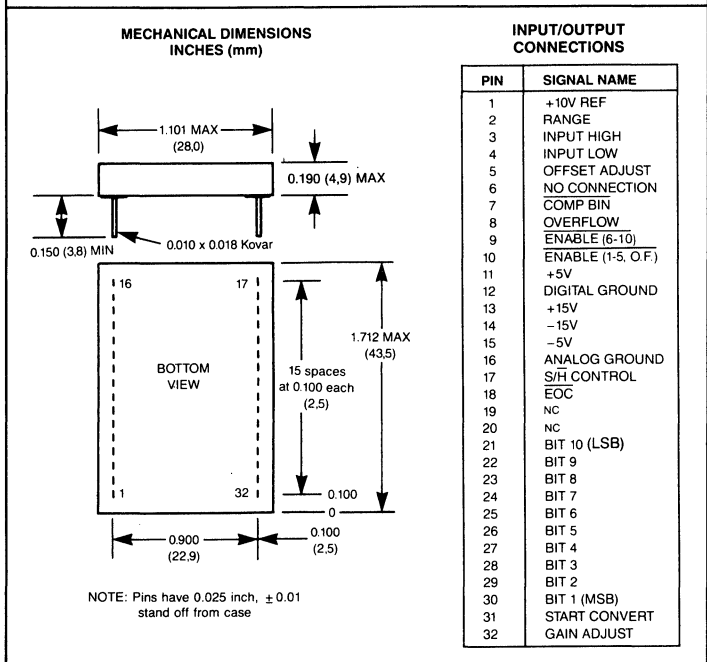 MECHANICAL DIMENSIONS
INCHES (mm)
1.101 MAX
(28,0)
0.190 (4,9) MAX
0.150 (3,8) MIN
0.010 x 0.018 Kovar
16
17
1.712 MAX
(43,5)
BOTTOM
VIEW
15 spaces
at 0.100 each
(2,5)
1
32
0.100
0
0.900
(22,9)
0.100
(2,5)
NOTE: Pins have 0.025 inch, ± 0.01
stand off from case
INPUT/OUTPUT
CONNECTIONS
PIN SIGNAL NAME
1 +10V REF
2 RANGE
3 INPUT HIGH
4 INPUT LOW
5 OFFSET ADJUST
6 NO CONNECTION
7 COMP BIN
8 OVERFLOW
9 ENABLE (6-10)
10 ENABLE (1-5, O.F.)
11 +5V
12 DIGITAL GROUND
13 +15V
14 -15V
15 -5V
16 ANALOG GROUND
17 S/H CONTROL
18 EOC
19 NC
20 NC
21 BIT 10 (LSB)
22 BIT 9
23 BIT 8
24 BIT 7
25 BIT 6
26 BIT 5
27 BIT 4
28 BIT 3
29 BIT 2
30 BIT 1 (MSB)
31 START CONVERT
32 GAIN ADJUST